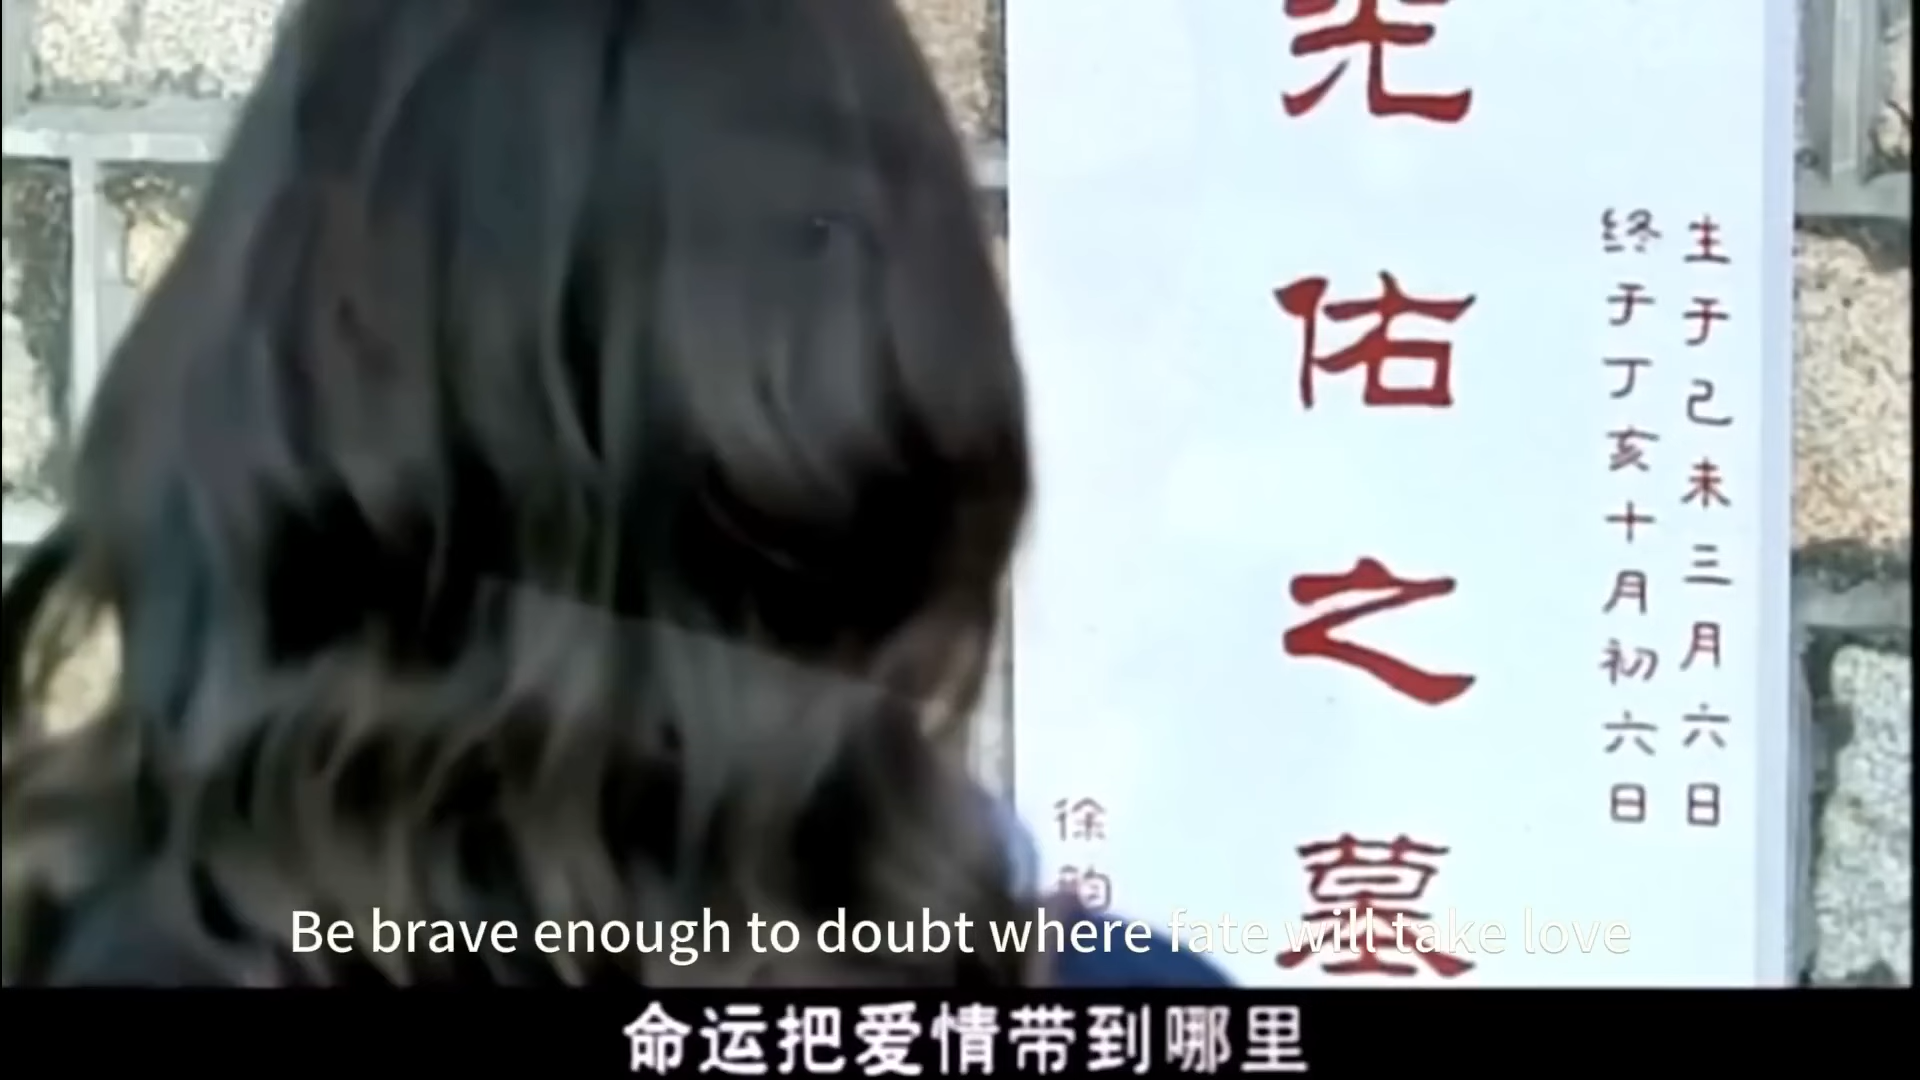 生于己未三月六日
终于丁亥十月初六日
光佑之墓
徐
Be brave enough to doubt where fate will take love
命运把爱情带到哪里